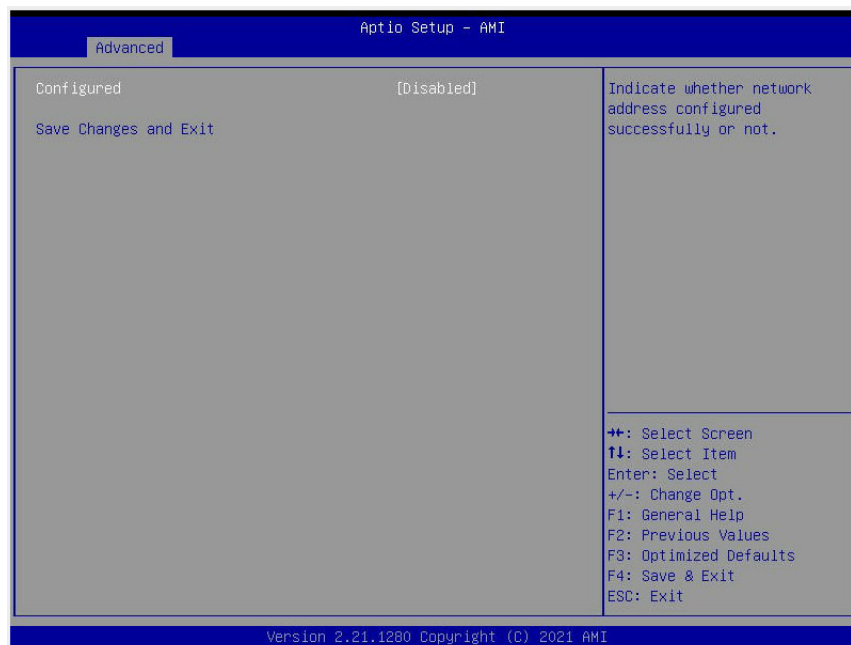 Aptio Setup – AMI
Advanced
Configured [Disabled]
Save Changes and Exit
Indicate whether network
address configured
successfully or not.
→←: Select Screen
↑↓: Select Item
Enter: Select
+/-: Change Opt.
F1: General Help
F2: Previous Values
F3: Optimized Defaults
F4: Save & Exit
ESC: Exit
Version 2.21.1280 Copyright (C) 2021 AMI